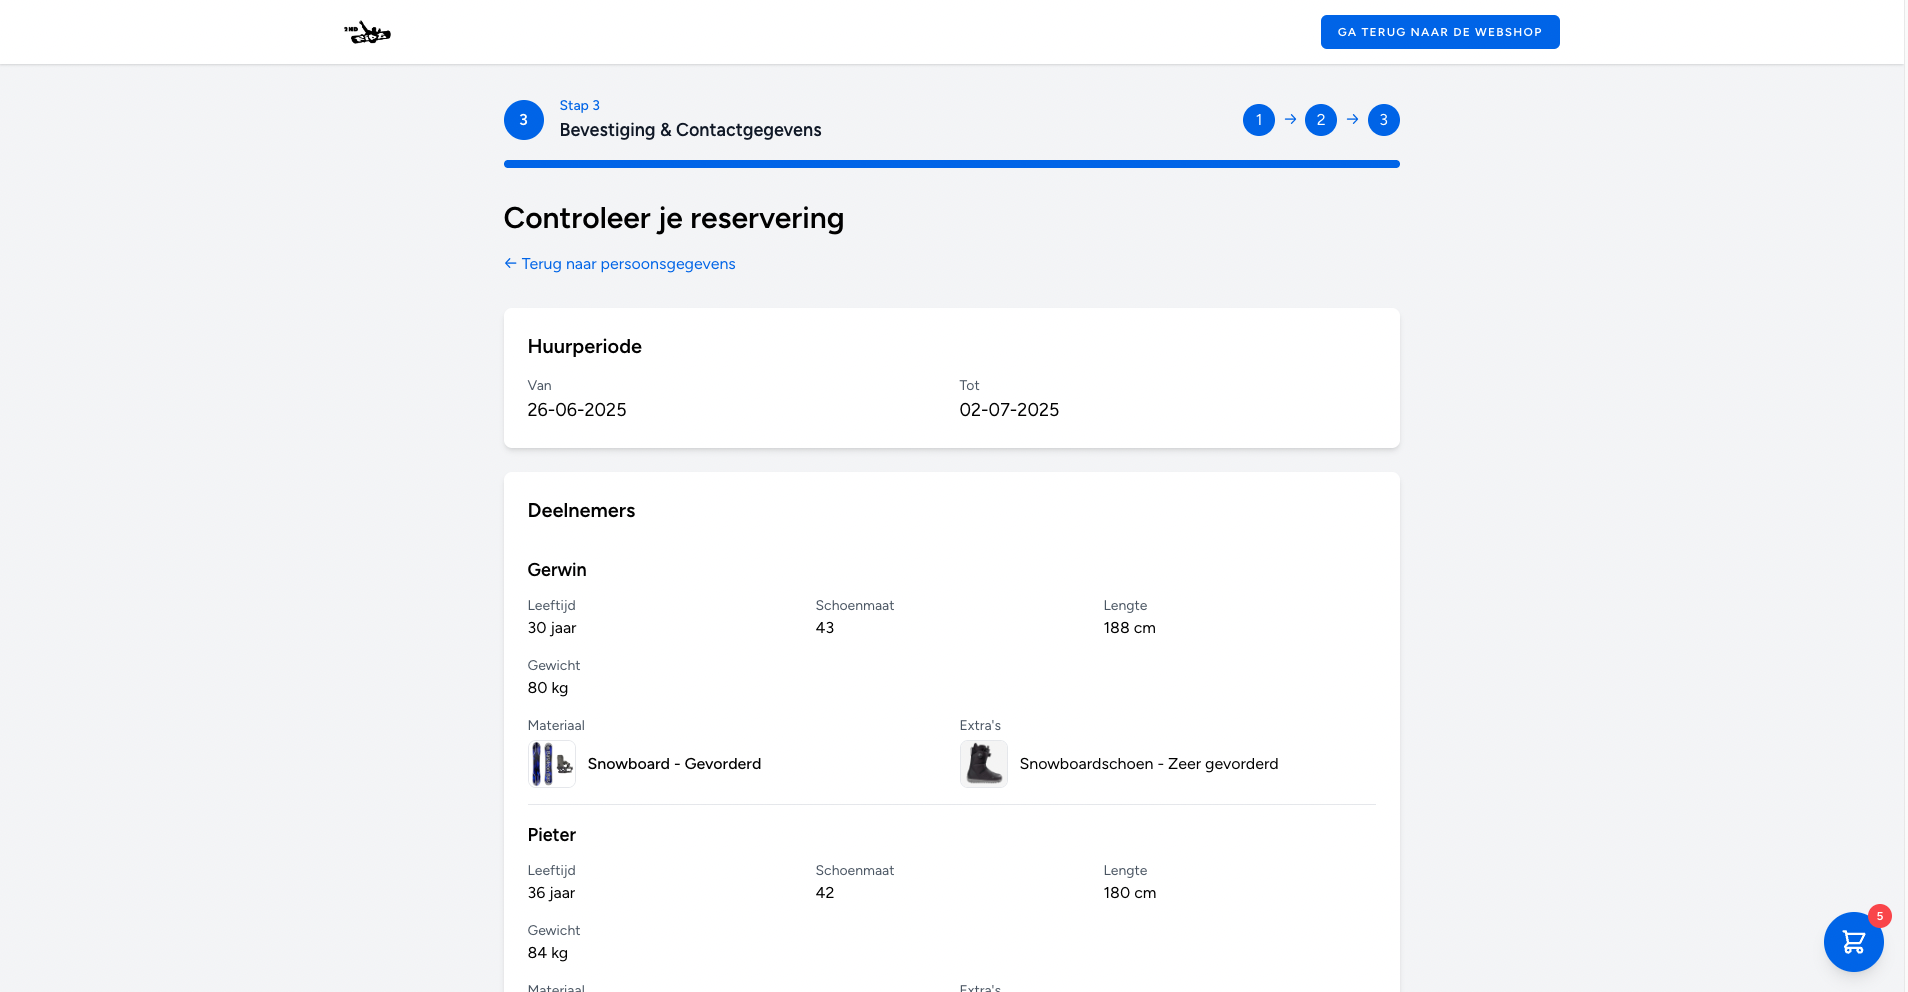 2ND RIDE
GA TERUG NAAR DE WEBSHOP
3
Stap 3
Bevestiging & Contactgegevens
1 → 2 → 3
Controleer je reservering
← Terug naar persoonsgegevens
Huurperiode
Van
26-06-2025
Tot
02-07-2025
Deelnemers
Gerwin
Leeftijd
30 jaar
Schoenmaat
43
Lengte
188 cm
Gewicht
80 kg
Materiaal
Snowboard - Gevorderd
Extra's
Snowboardschoen - Zeer gevorderd
Pieter
Leeftijd
36 jaar
Schoenmaat
42
Lengte
180 cm
Gewicht
84 kg
Materiaal
Extra's
5